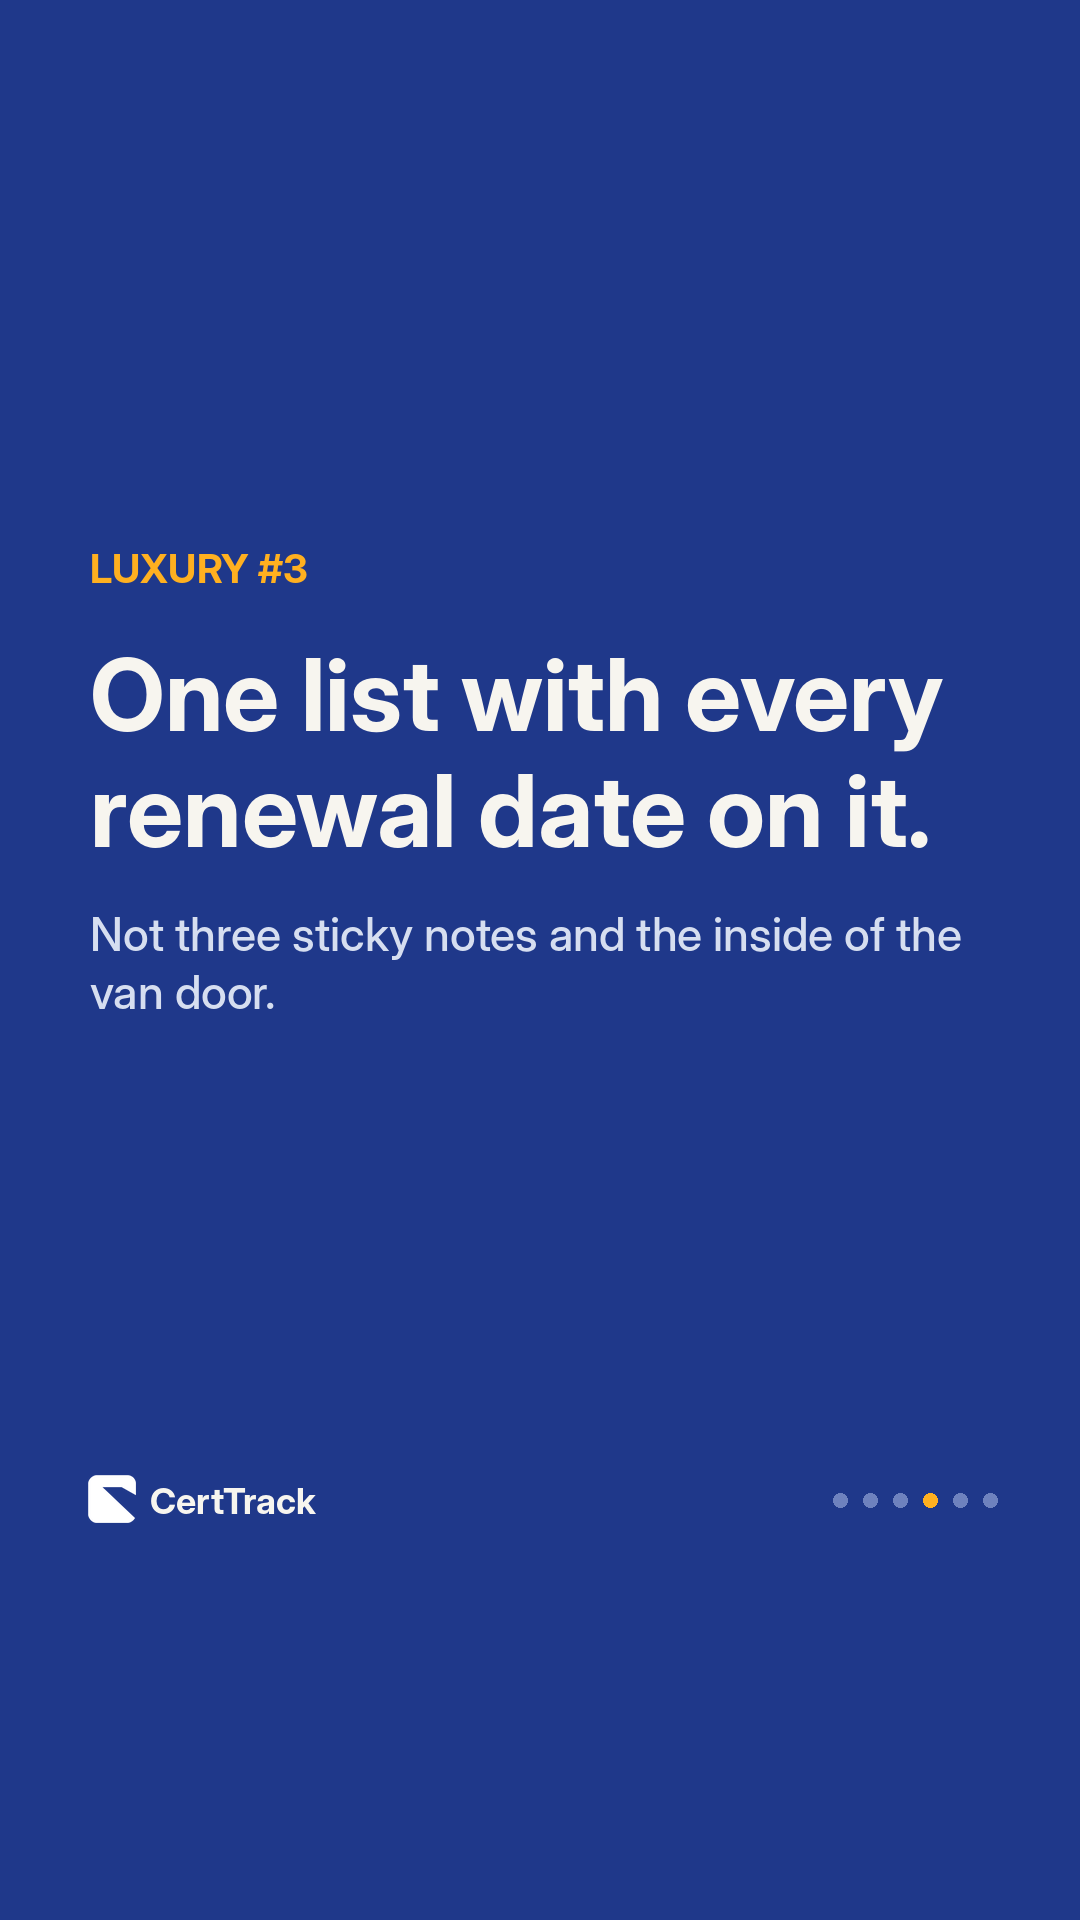 LUXURY #3
One list with every
renewal date on it.
Not three sticky notes and the inside of the
van door.
CertTrack